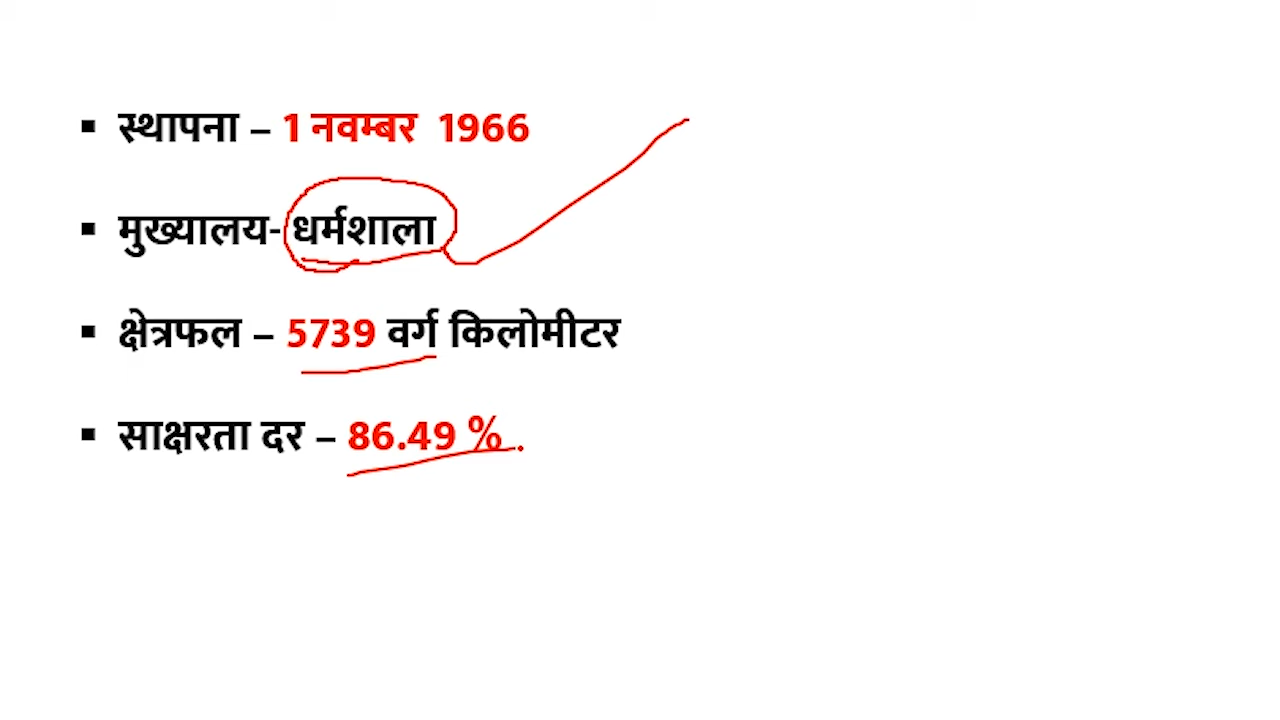 ▪ स्थापना – 1 नवम्बर 1966
▪ मुख्यालय- धर्मशाला
▪ क्षेत्रफल – 5739 वर्ग किलोमीटर
▪ साक्षरता दर – 86.49 %